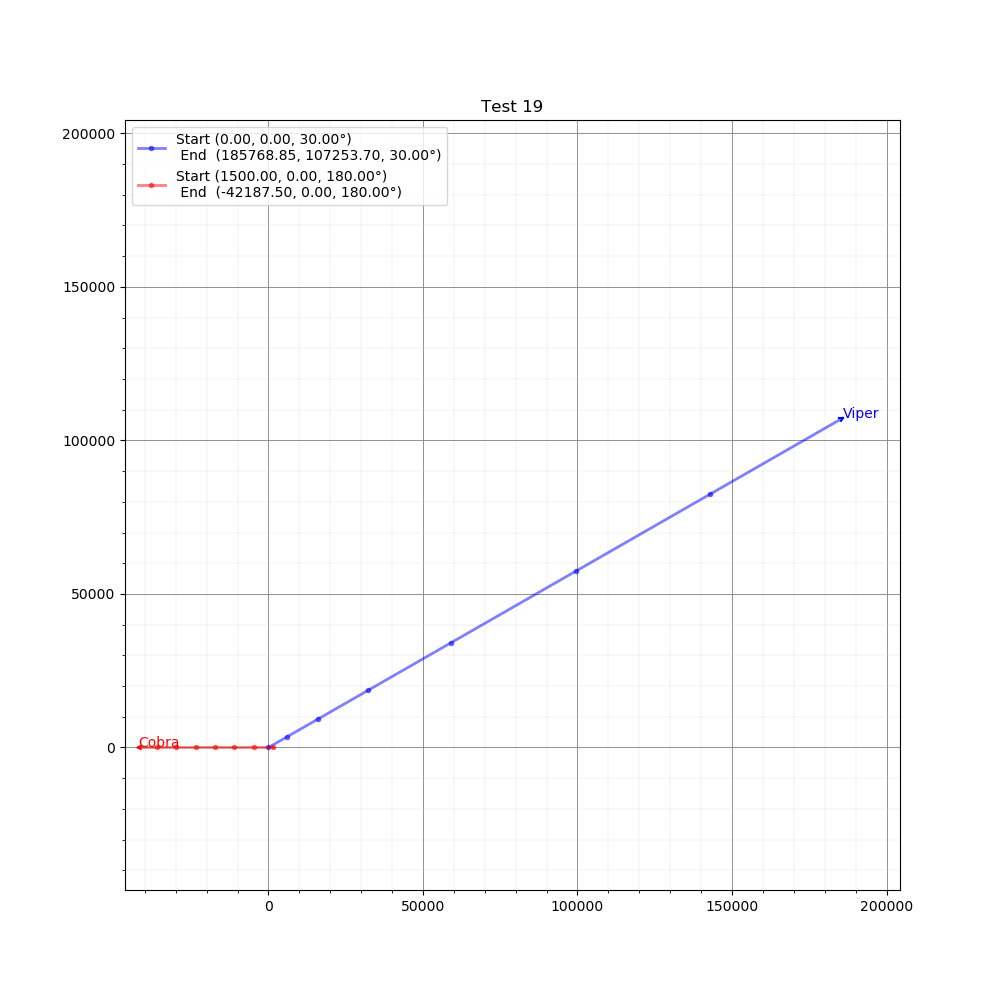 Test 19
Start (0.00, 0.00, 30.00°)
End  (185768.85, 107253.70, 30.00°)
Start (1500.00, 0.00, 180.00°)
End  (-42187.50, 0.00, 180.00°)
200000
150000
100000
50000
0
Viper
Cobra
0
50000
100000
150000
200000